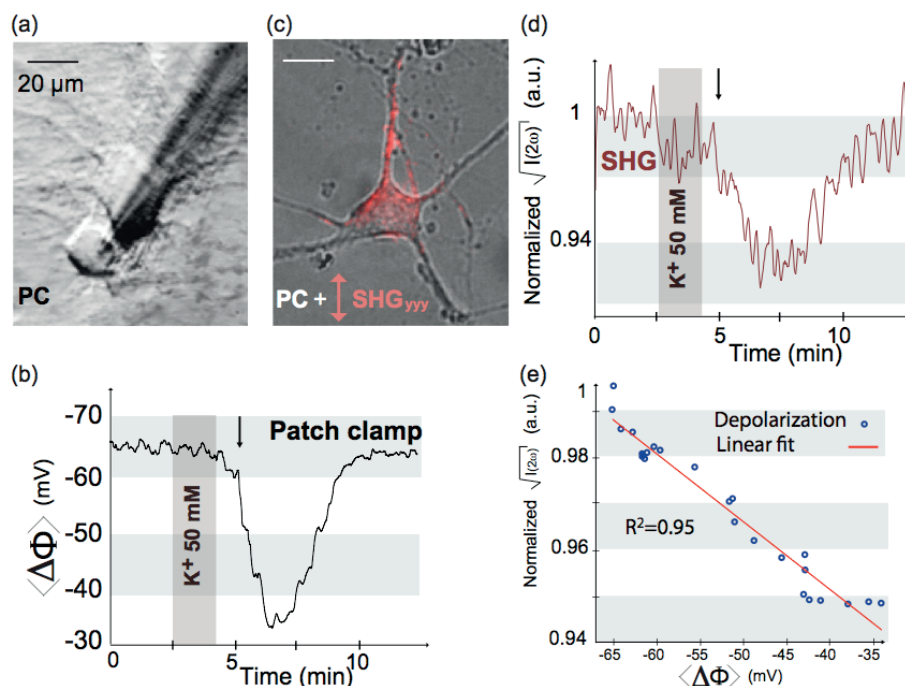 (a)
20 µm
PC
(c)
PC + SHGyyy
(d)
Normalized √I(2ω) (a.u.)
1
0.94
SHG
K+ 50 mM
0
5
10
Time (min)
(b)
⟨ΔΦ⟩ (mV)
-70
-60
-50
-40
-30
Patch clamp
K+ 50 mM
0
5
10
Time (min)
(e)
Normalized √I(2ω) (a.u.)
1
0.98
0.96
0.94
Depolarization
Linear fit
R²=0.95
-65 -60 -55 -50 -45 -40 -35
⟨ΔΦ⟩ (mV)